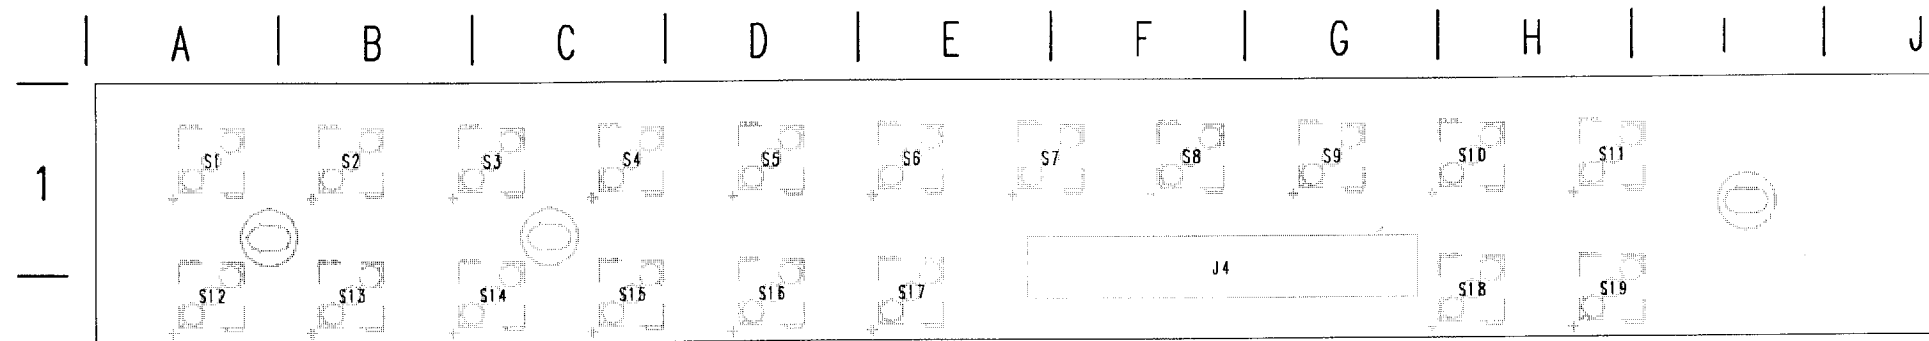 A B C D E F G H I J
1
S1 S2 S3 S4 S5 S6 S7 S8 S9 S10 S11
J4
S12 S13 S14 S15 S16 S17 S18 S19